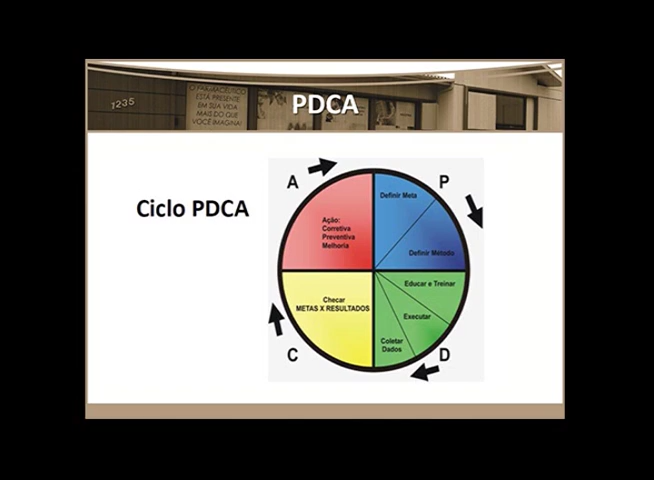 1235
O FARMACÊUTICO
ESTÁ PRESENTE
EM SUA VIDA
MAIS DO QUE
VOCÊ IMAGINA!
PDCA
Ciclo PDCA
A
P
Definir Meta
Definir Método
Ação:
Corretiva
Preventiva
Melhoria
Educar e Treinar
Executar
Coletar
Dados
Checar
METAS X RESULTADOS
C
D